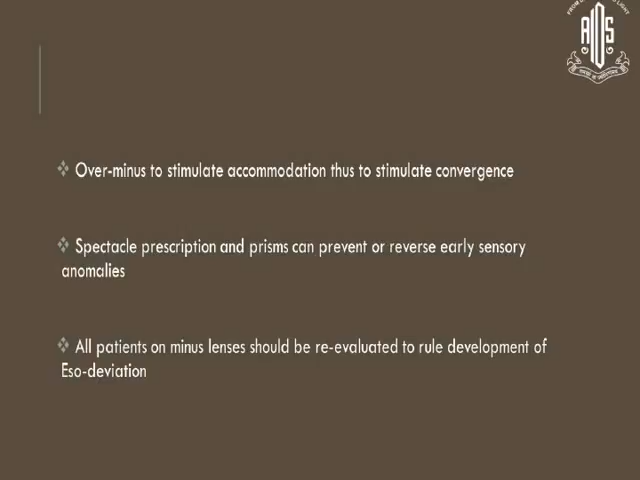 AIOS
Over-minus to stimulate accommodation thus to stimulate convergence
Spectacle prescription and prisms can prevent or reverse early sensory
anomalies
All patients on minus lenses should be re-evaluated to rule development of
Eso-deviation